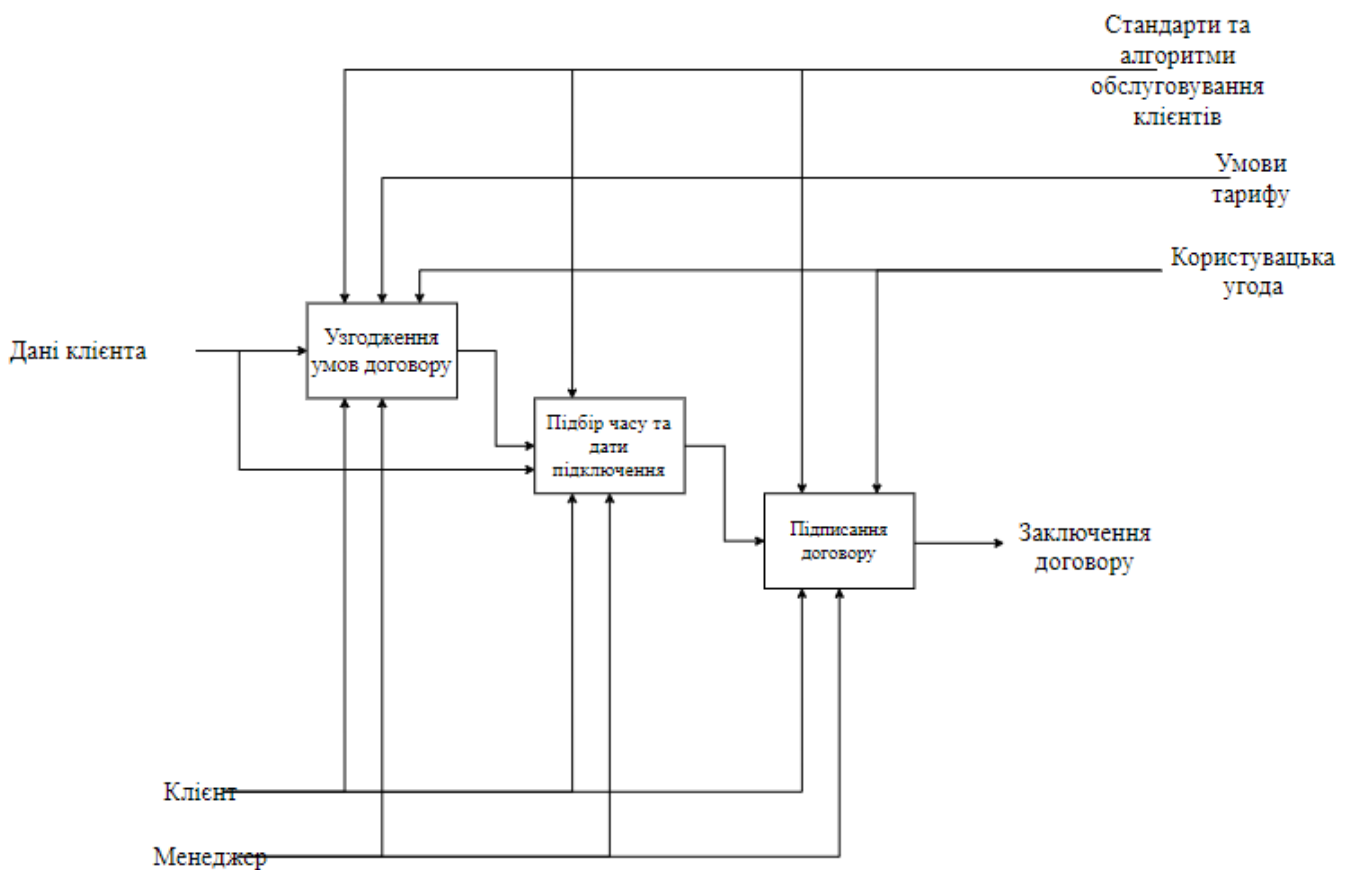 Стандарти та
алгоритми
обслуговування
клієнтів
Умови
тарифу
Користувацька
угода
Дані клієнта
Узгодження
умов договору
Підбір часу та
дати
підключення
Підписання
договору
Заключення
договору
Клієнт
Менеджер